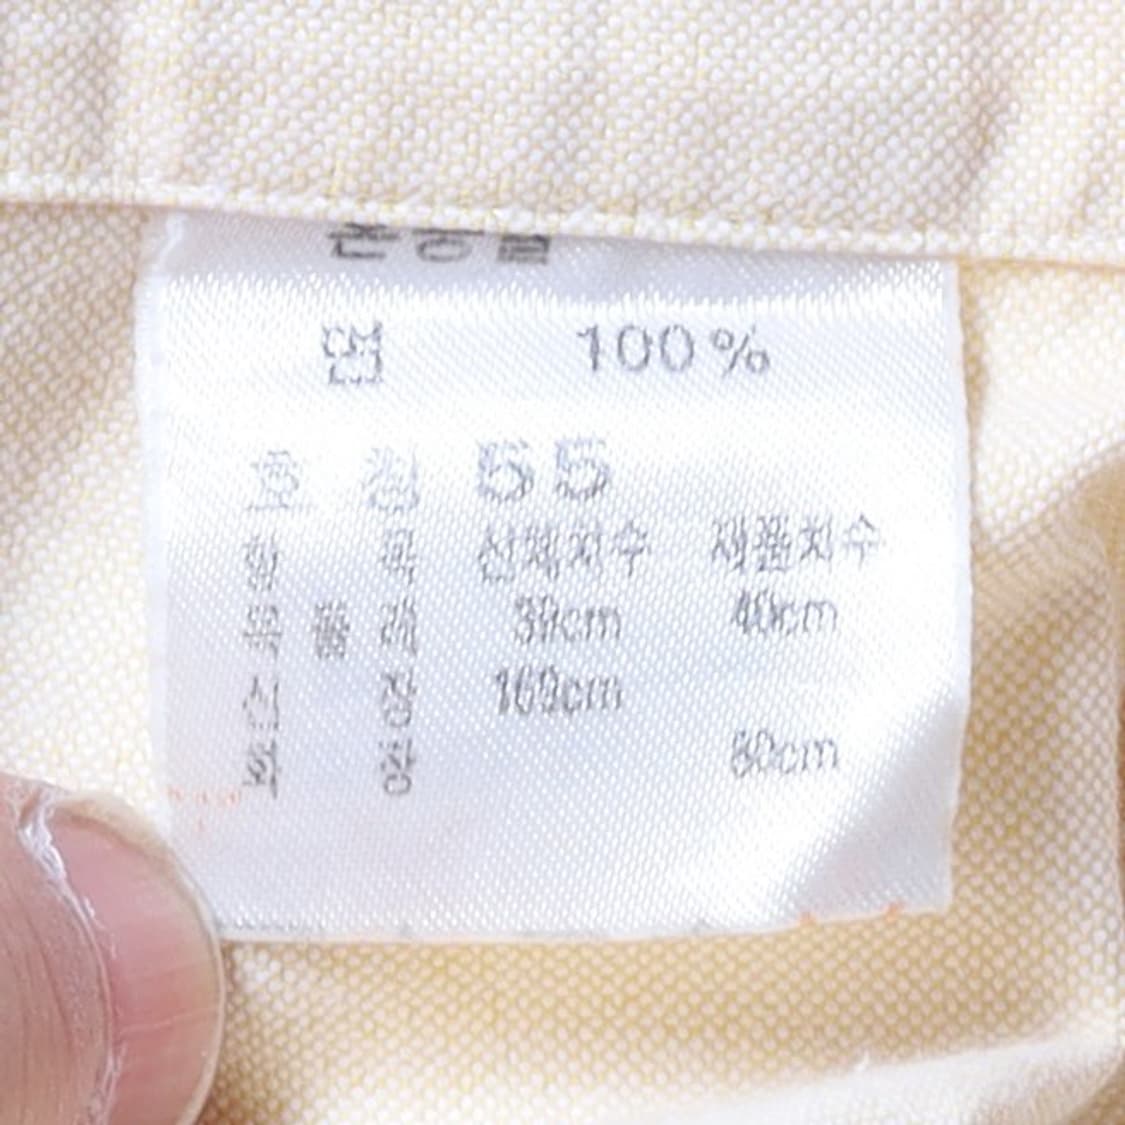 면 100%
호 칭 55
항 목 신체치수 제품치수
목 둘 레 39cm 40cm
신 장 169cm
화 장 80cm